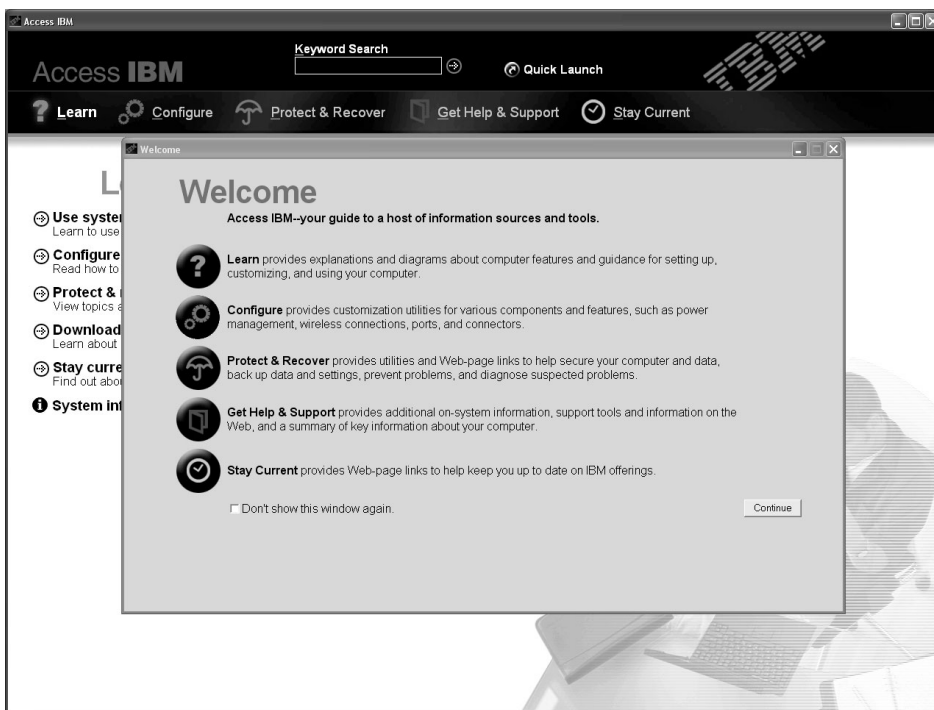 Access IBM
Keyword Search
Access IBM
Quick Launch
IBM
Learn
Configure
Protect & Recover
Get Help & Support
Stay Current
Welcome
Welcome
Access IBM--your guide to a host of information sources and tools.
Learn provides explanations and diagrams about computer features and guidance for setting up,
customizing, and using your computer.
Configure provides customization utilities for various components and features, such as power
management, wireless connections, ports, and connectors.
Protect & Recover provides utilities and Web-page links to help secure your computer and data,
back up data and settings, prevent problems, and diagnose suspected problems.
Get Help & Support provides additional on-system information, support tools and information on the
Web, and a summary of key information about your computer.
Stay Current provides Web-page links to help keep you up to date on IBM offerings.
Don't show this window again.
Continue
Use
Learn to use
Configure
Read how to
Protect &
View topics
Download
Learn about
Stay
Find out
System